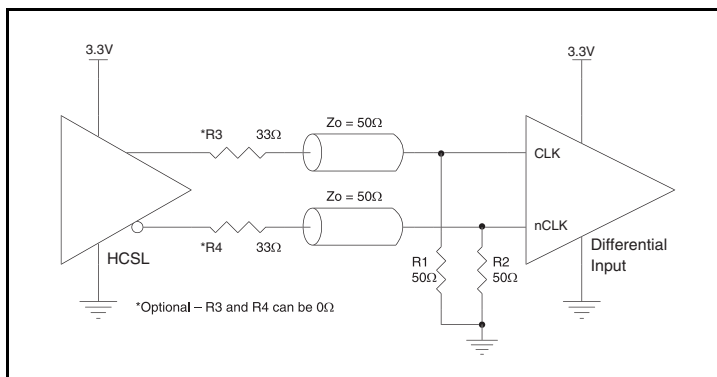 3.3V
3.3V
*R3 33Ω
Zo = 50Ω
CLK
Zo = 50Ω
nCLK
*R4 33Ω
HCSL
R1
50Ω
R2
50Ω
Differential
Input
*Optional – R3 and R4 can be 0Ω